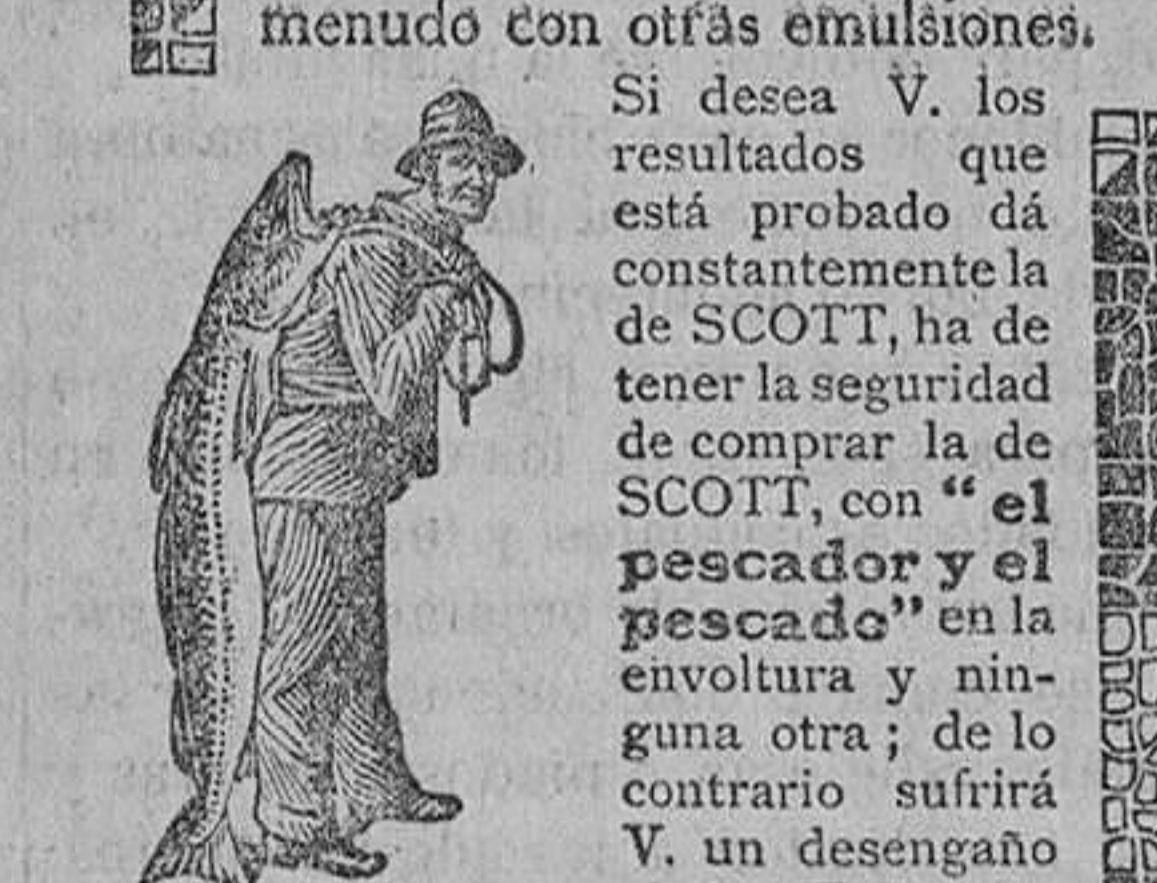 menudo con otras emulsiones.
Si desea V. los
resultados que
está probado dá
constantemente la
de SCOTT, ha de
tener la seguridad
de comprar la de
SCOTT, con “el
pescador y el
pescado” en la
envoltura y nin-
guna otra; de lo
contrario sufrirá
V. un desengaño